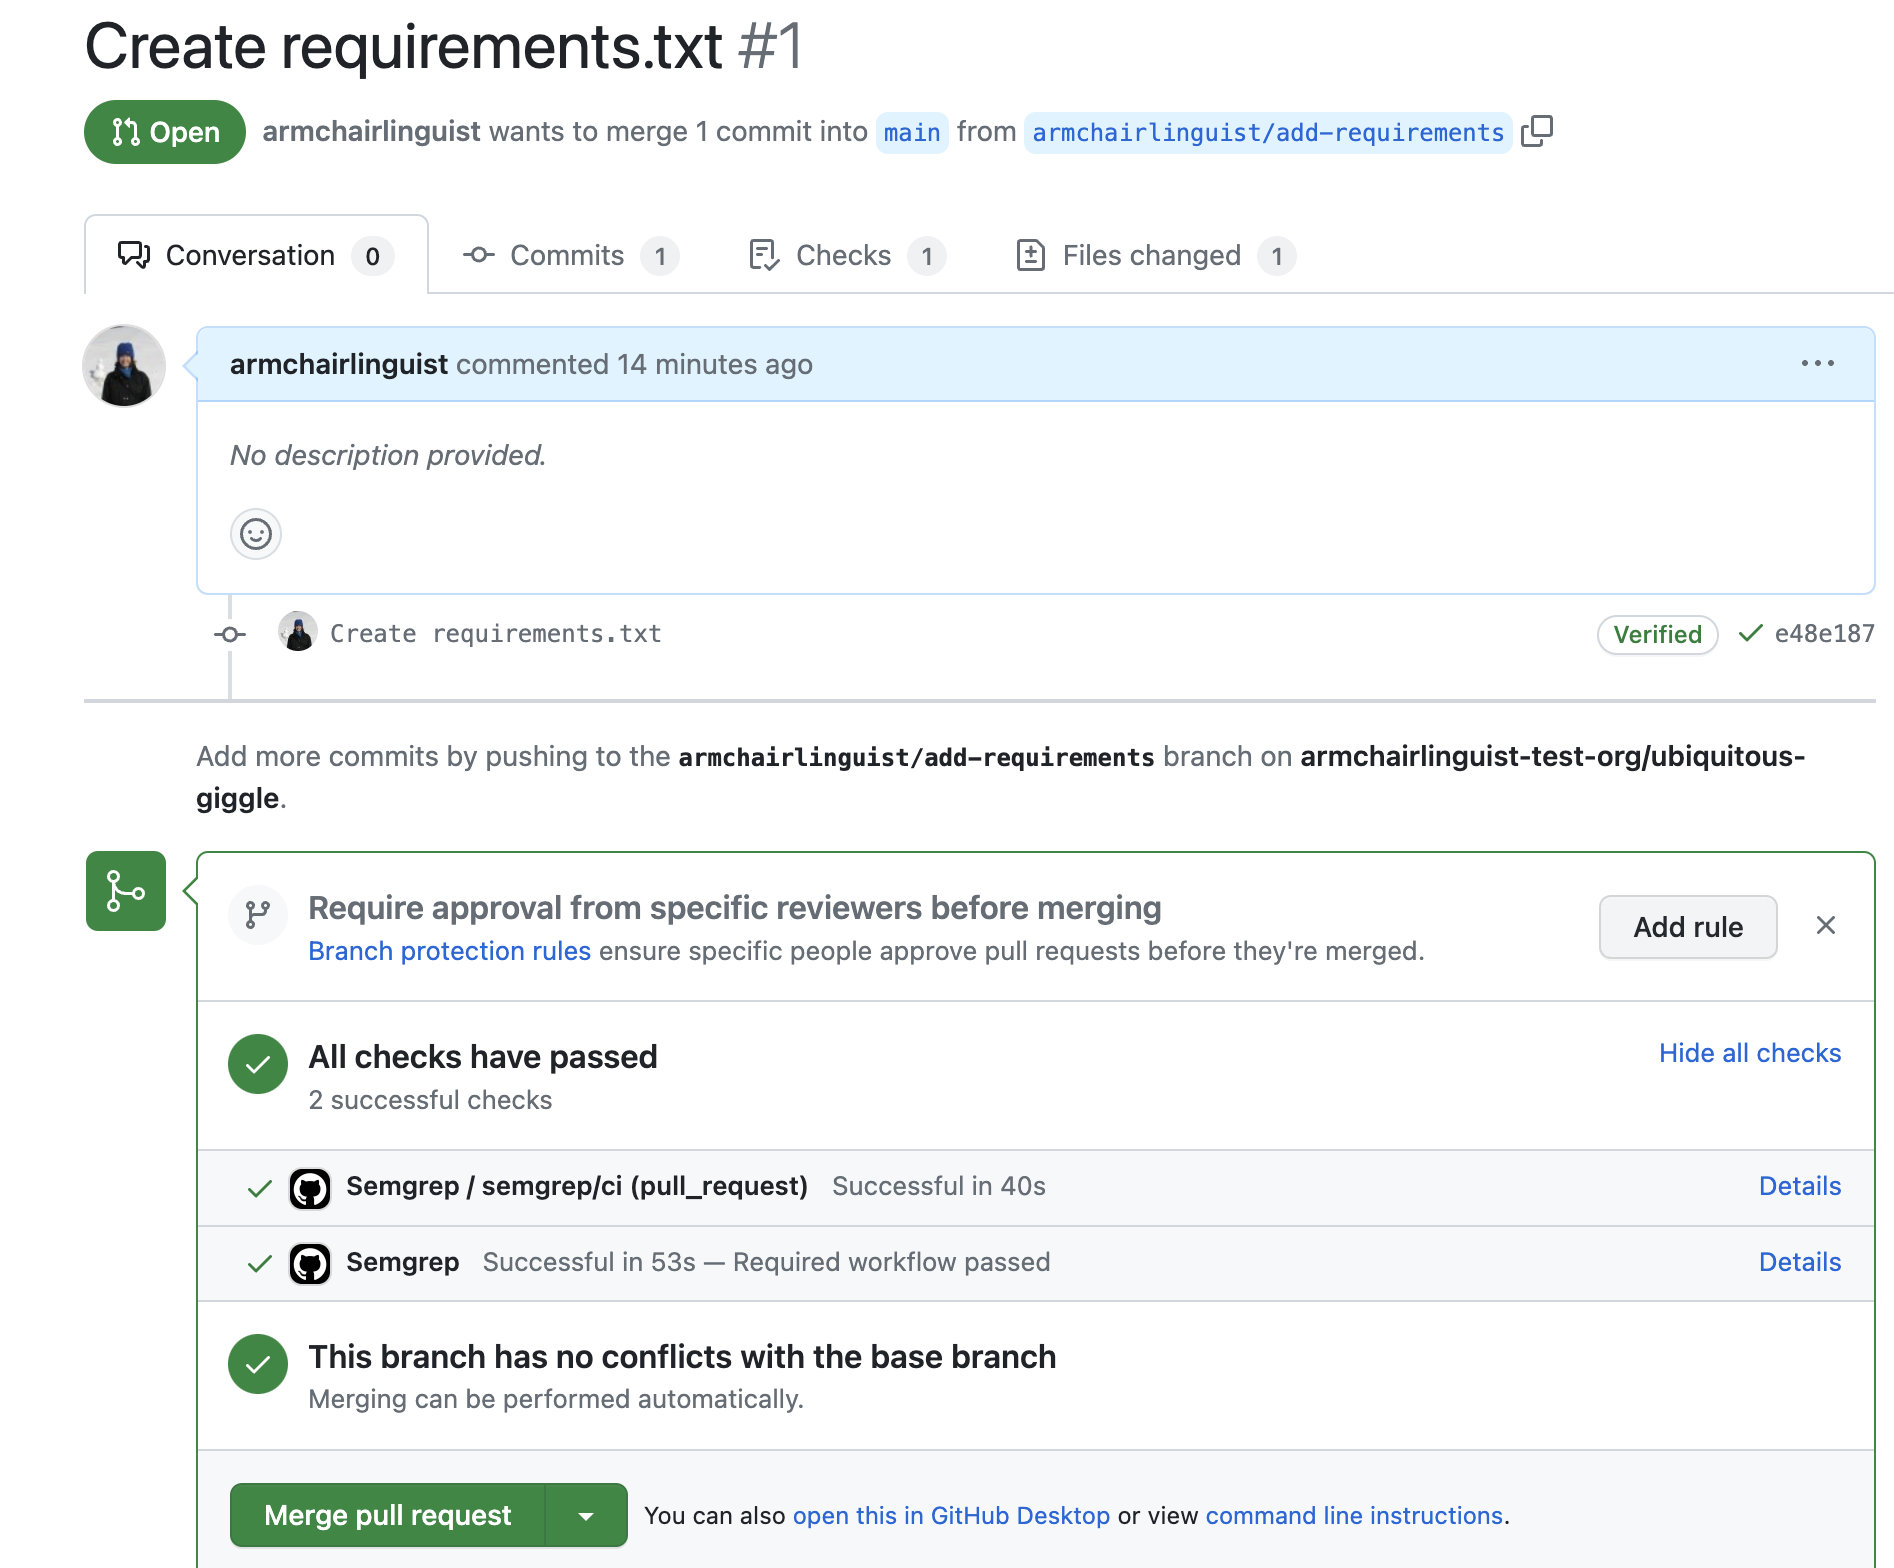 Create requirements.txt #1
Open armchairlinguist wants to merge 1 commit into main from armchairlinguist/add-requirements
Conversation 0 Commits 1 Checks 1 Files changed 1
armchairlinguist commented 14 minutes ago
No description provided.
Create requirements.txt Verified e48e187
Add more commits by pushing to the armchairlinguist/add-requirements branch on armchairlinguist-test-org/ubiquitous-
giggle.
Require approval from specific reviewers before merging
Branch protection rules ensure specific people approve pull requests before they're merged.
Add rule
All checks have passed
Hide all checks
2 successful checks
Semgrep / semgrep/ci (pull_request) Successful in 40s Details
Semgrep Successful in 53s — Required workflow passed Details
This branch has no conflicts with the base branch
Merging can be performed automatically.
Merge pull request You can also open this in GitHub Desktop or view command line instructions.